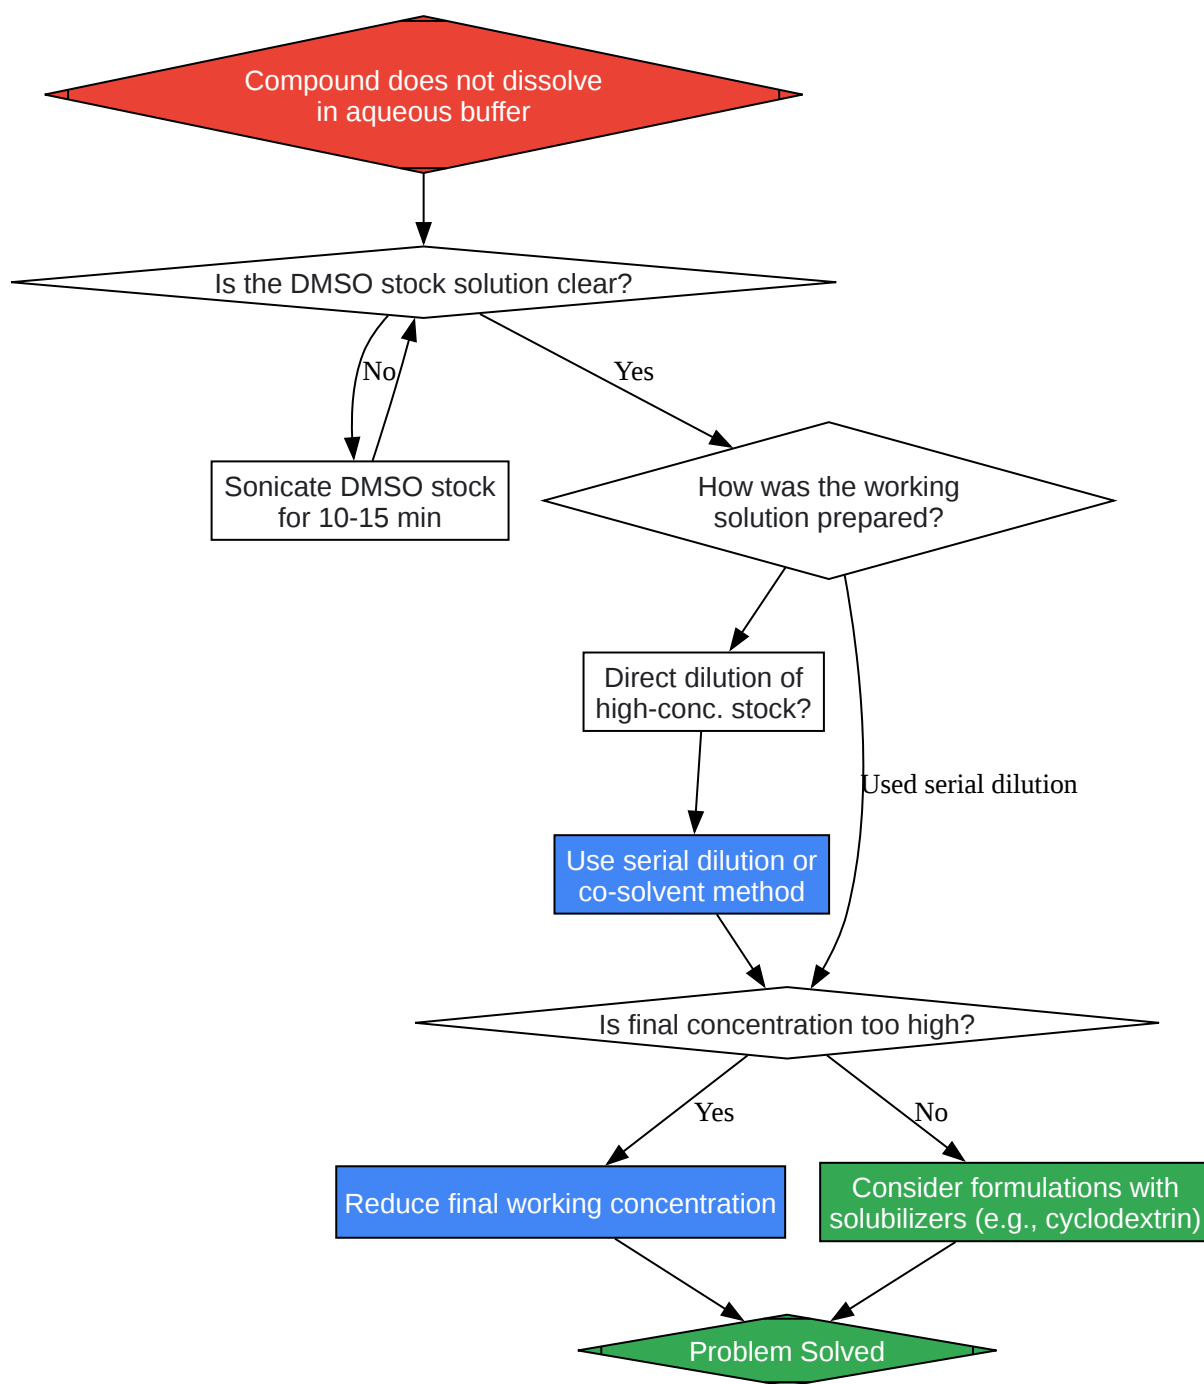 Compound does not dissolve
in aqueous buffer
Is the DMSO stock solution clear?
No
Yes
Sonicate DMSO stock
for 10-15 min
How was the working
solution prepared?
Direct dilution of
high-conc. stock?
Used serial dilution
Use serial dilution or
co-solvent method
Is final concentration too high?
Yes
No
Reduce final working concentration
Consider formulations with
solubilizers (e.g., cyclodextrin)
Problem Solved